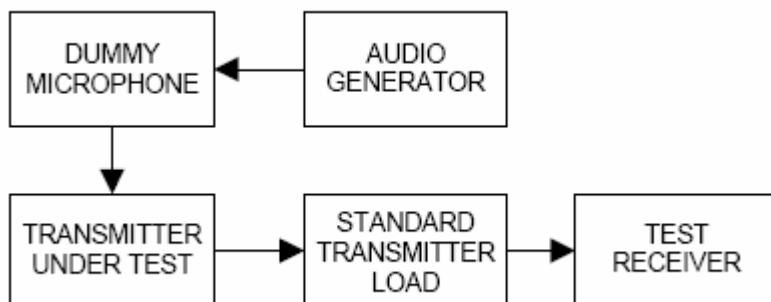 DUMMY
MICROPHONE
AUDIO
GENERATOR
TRANSMITTER
UNDER TEST
STANDARD
TRANSMITTER
LOAD
TEST
RECEIVER